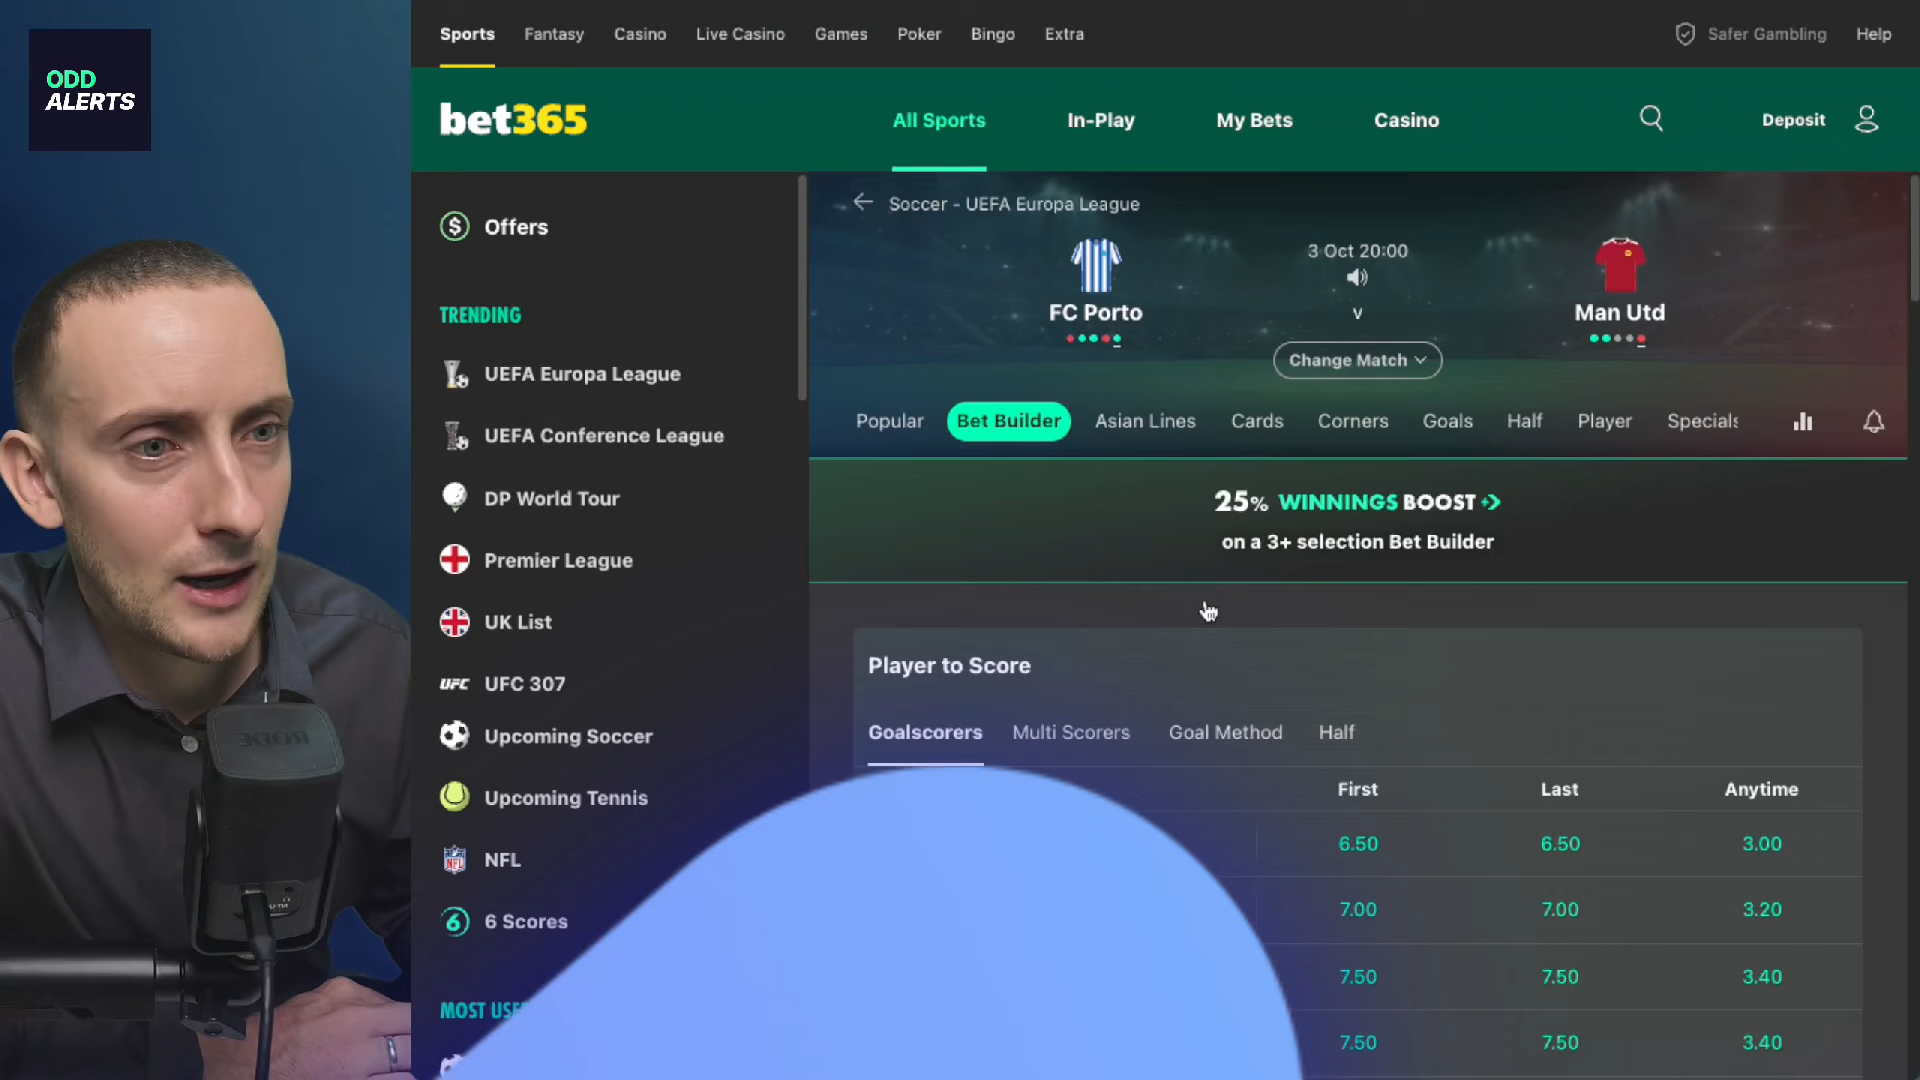 ODD
ALERTS
Sports Fantasy Casino Live Casino Games Poker Bingo Extra Safer Gambling Help
bet365 All Sports In-Play My Bets Casino Deposit
Offers
TRENDING
UEFA Europa League
UEFA Conference League
DP World Tour
Premier League
UK List
UFC UFC 307
Upcoming Soccer
Upcoming Tennis
NFL NFL
6 6 Scores
MOST USE
Soccer - UEFA Europa League
3 Oct 20:00
FC Porto v Man Utd
Change Match
Popular Bet Builder Asian Lines Cards Corners Goals Half Player Specials
25% WINNINGS BOOST
on a 3+ selection Bet Builder
Player to Score
Goalscorers Multi Scorers Goal Method Half
First Last Anytime
6.50 6.50 3.00
7.00 7.00 3.20
7.50 7.50 3.40
7.50 7.50 3.40
RODE